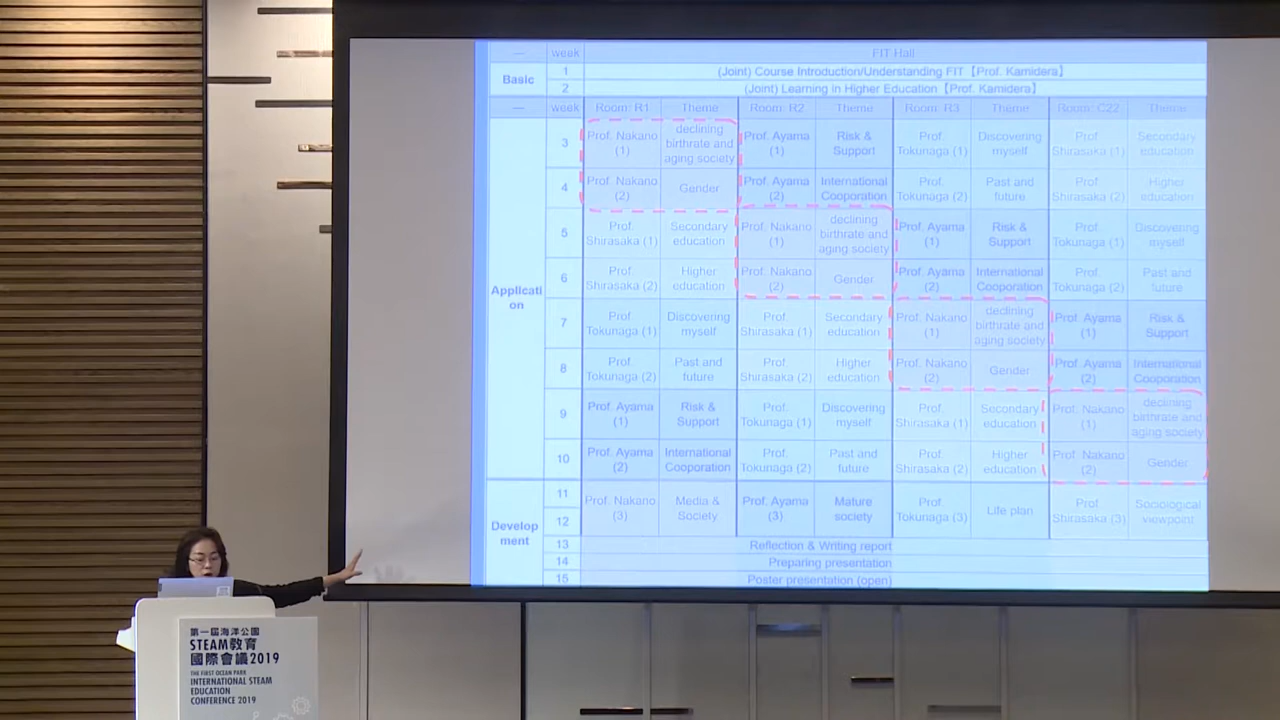 — week FIT Hall
Basic 1 (Joint) Course Introduction/Understanding FIT【Prof. Kamidera】
2 (Joint) Learning in Higher Education【Prof. Kamidera】
— week Room: R1 Theme Room: R2 Theme Room: R3 Theme Room: C22 Theme
Application
3 Prof. Nakano (1) declining birthrate and aging society Prof. Ayama (1) Risk & Support Prof. Tokunaga (1) Discovering myself Prof. Shirasaka (1) Secondary education
4 Prof. Nakano (2) Gender Prof. Ayama (2) International Cooporation Prof. Tokunaga (2) Past and future Prof. Shirasaka (2) Higher education
5 Prof. Shirasaka (1) Secondary education Prof. Nakano (1) declining birthrate and aging society Prof. Ayama (1) Risk & Support Prof. Tokunaga (1) Discovering myself
6 Prof. Shirasaka (2) Higher education Prof. Nakano (2) Gender Prof. Ayama (2) International Cooporation Prof. Tokunaga (2) Past and future
7 Prof. Tokunaga (1) Discovering myself Prof. Shirasaka (1) Secondary education Prof. Nakano (1) declining birthrate and aging society Prof. Ayama (1) Risk & Support
8 Prof. Tokunaga (2) Past and future Prof. Shirasaka (2) Higher education Prof. Nakano (2) Gender Prof. Ayama (2) International Cooporation
9 Prof. Ayama (1) Risk & Support Prof. Tokunaga (1) Discovering myself Prof. Shirasaka (1) Secondary education Prof. Nakano (1) declining birthrate and aging society
10 Prof. Ayama (2) International Cooporation Prof. Tokunaga (2) Past and future Prof. Shirasaka (2) Higher education Prof. Nakano (2) Gender
Development
11
12 Prof. Nakano (3) Media & Society Prof. Ayama (3) Mature society Prof. Tokunaga (3) Life plan Prof. Shirasaka (3) Sociological viewpoint
13 Reflection & Writing report
14 Preparing presentation
15 Poster presentation (open)
第一屆海洋公園
STEAM教育
國際會議2019
THE FIRST OCEAN PARK
INTERNATIONAL STEAM
EDUCATION
CONFERENCE 2019